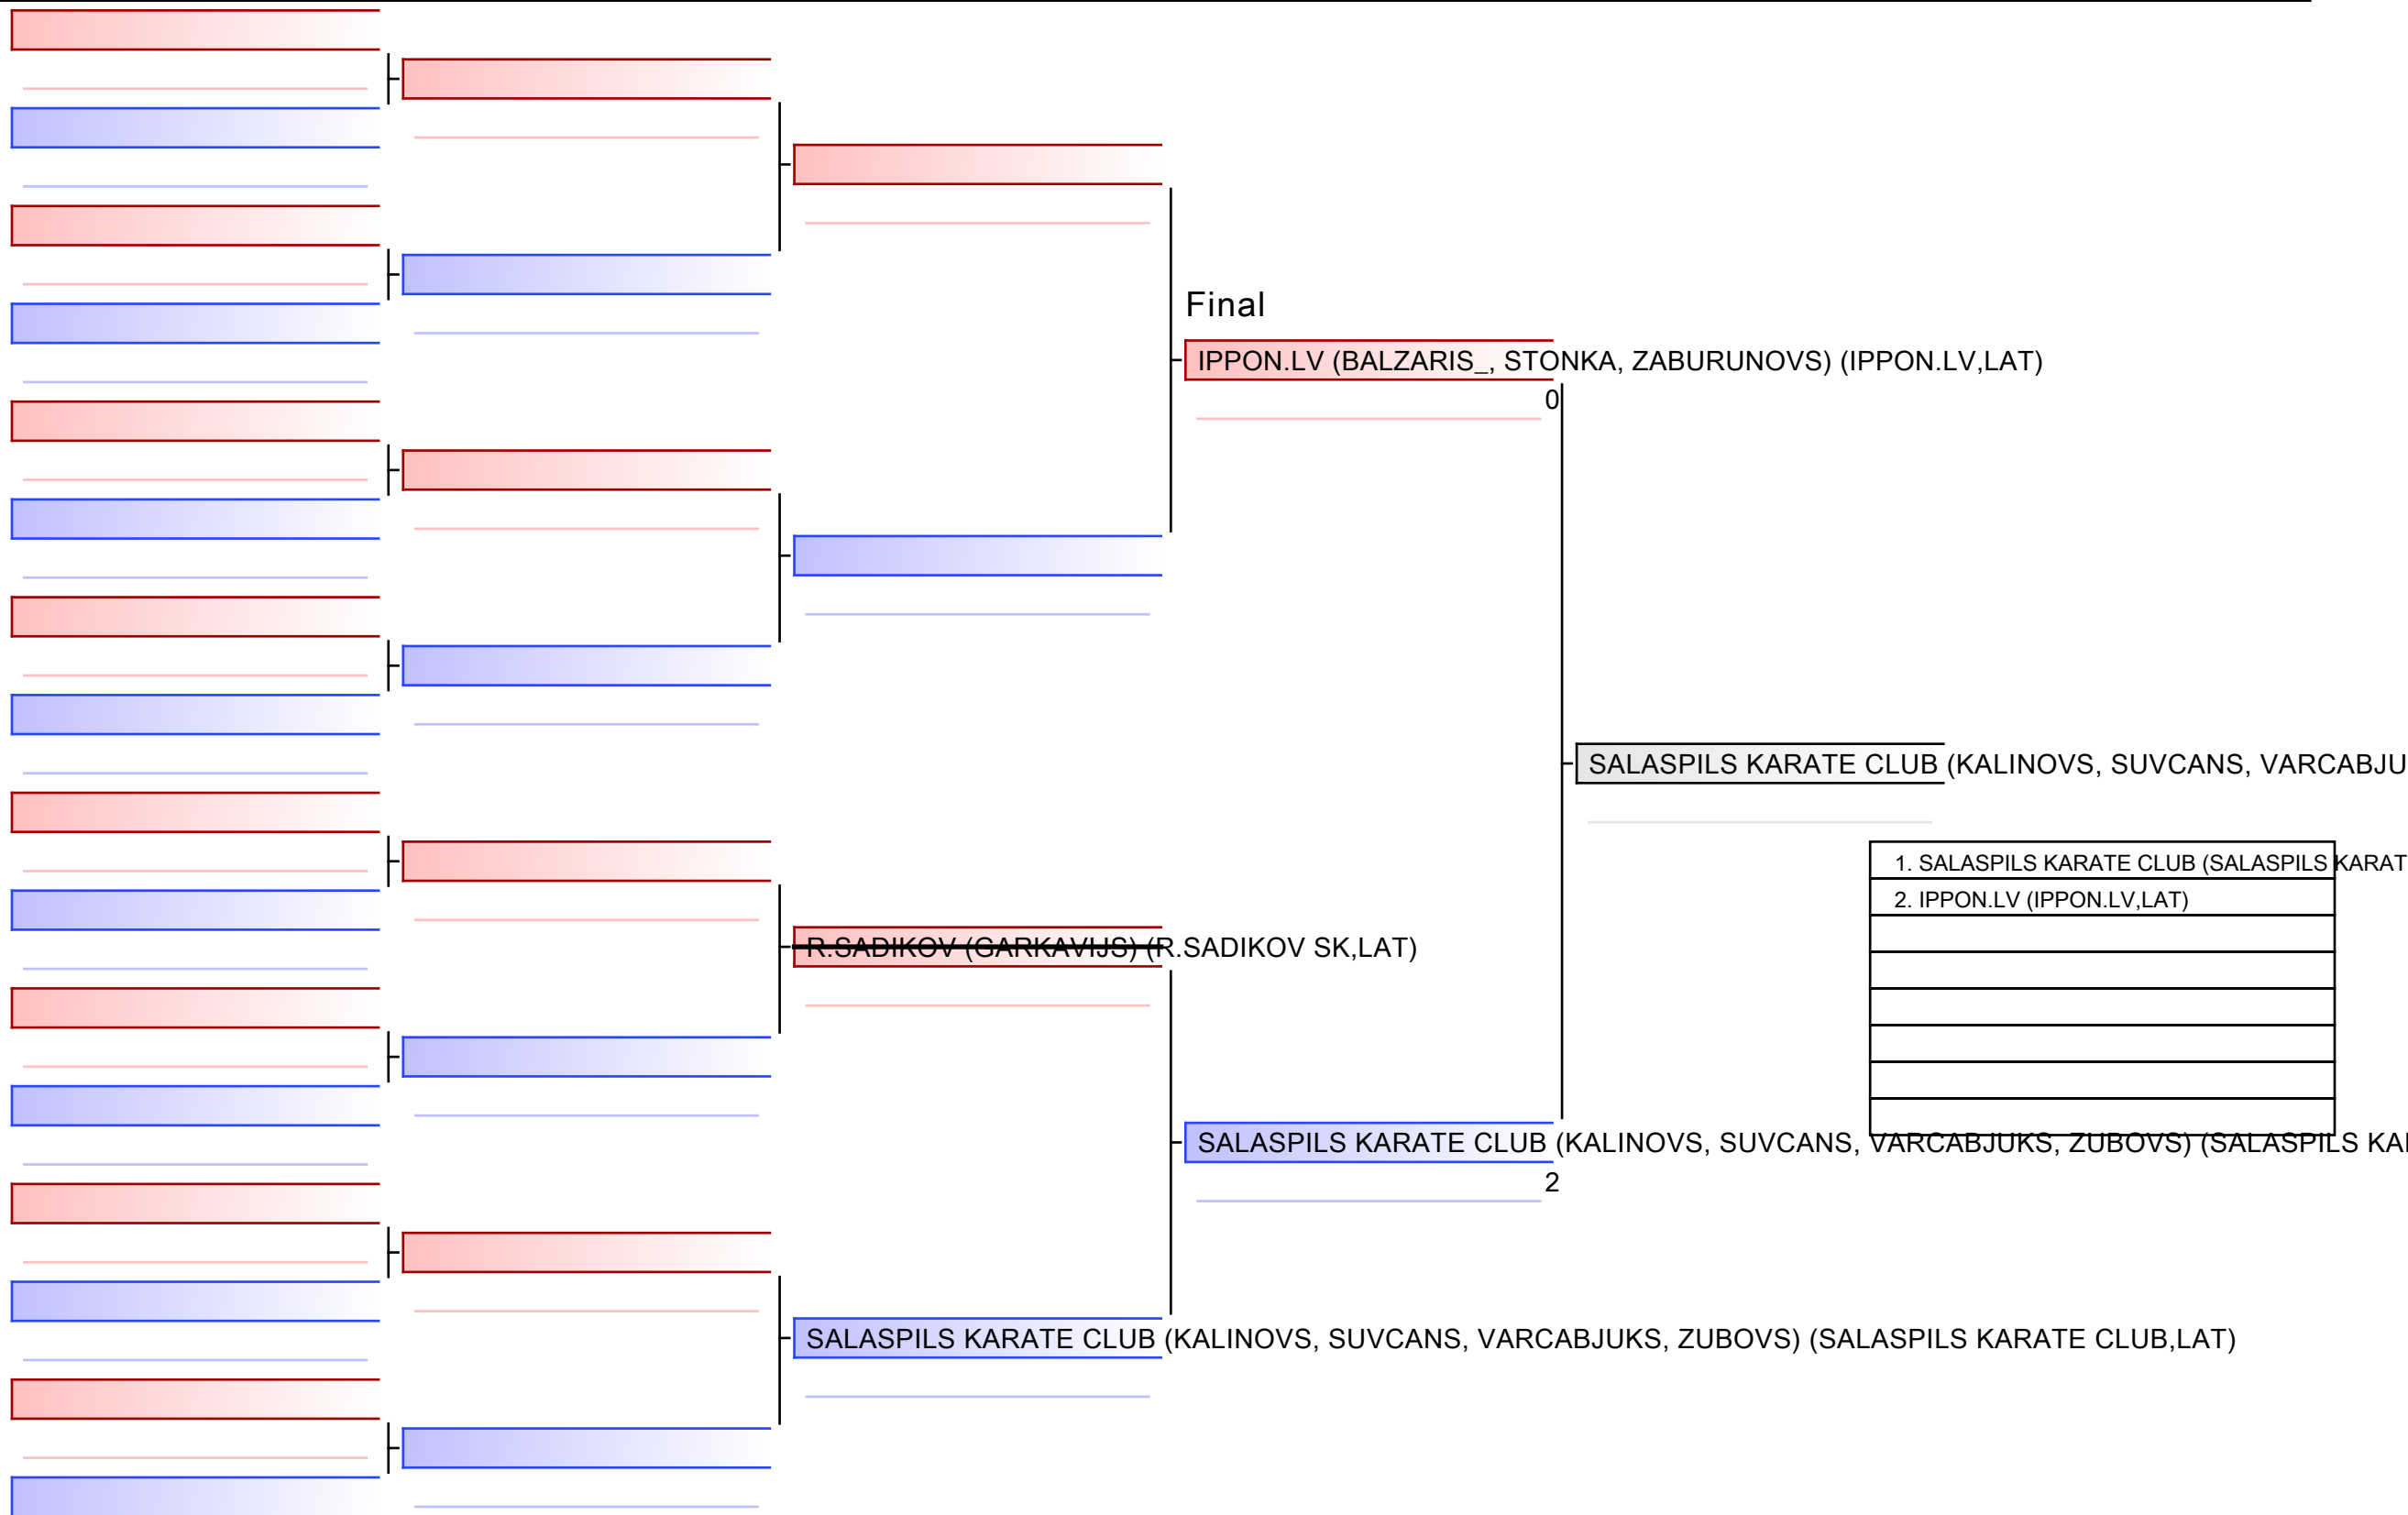 Final
IPPON.LV (BALZARIS_, STONKA, ZABURUNOVS) (IPPON.LV,LAT)
0
SALASPILS KARATE CLUB (KALINOVS, SUVCANS, VARCABJU
1. SALASPILS KARATE CLUB (SALASPILS KARAT
2. IPPON.LV (IPPON.LV,LAT)
R.SADIKOV (GARKAVIJS) (R.SADIKOV SK,LAT)
SALASPILS KARATE CLUB (KALINOVS, SUVCANS, VARCABJUKS, ZUBOVS) (SALASPILS KA
2
SALASPILS KARATE CLUB (KALINOVS, SUVCANS, VARCABJUKS, ZUBOVS) (SALASPILS KARATE CLUB,LAT)